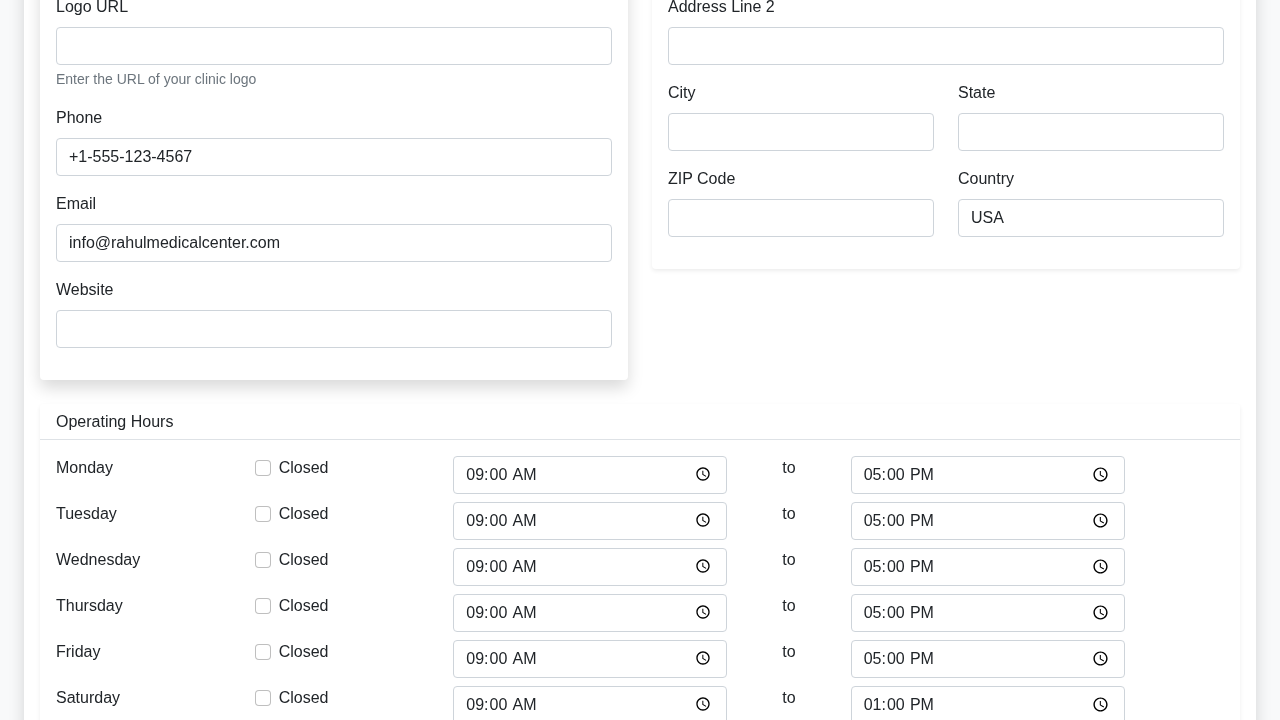 Logo URL
Enter the URL of your clinic logo
Phone
+1-555-123-4567
Email
info@rahulmedicalcenter.com
Website
Address Line 2
City State
ZIP Code Country
USA
Operating Hours
Monday Closed 09:00 AM to 05:00 PM
Tuesday Closed 09:00 AM to 05:00 PM
Wednesday Closed 09:00 AM to 05:00 PM
Thursday Closed 09:00 AM to 05:00 PM
Friday Closed 09:00 AM to 05:00 PM
Saturday Closed 09:00 AM to 01:00 PM